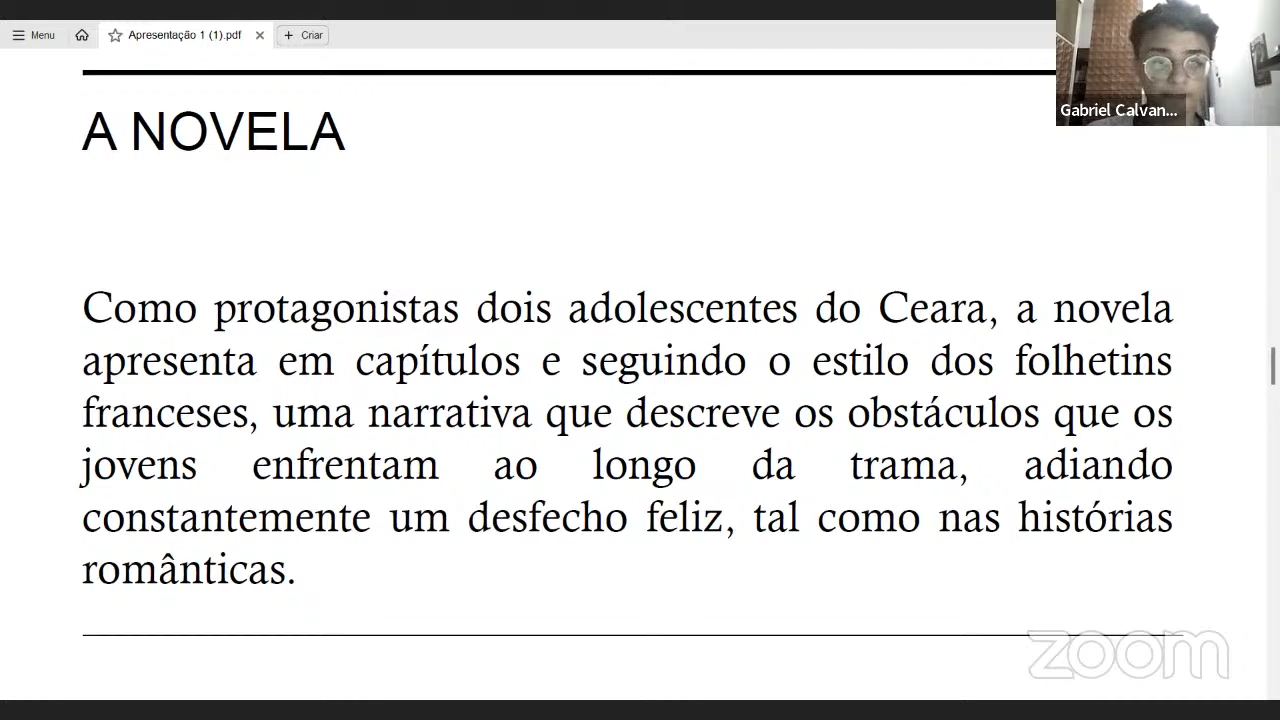 Menu
Apresentação 1 (1).pdf
Criar
Gabriel Calvan...
A NOVELA
Como protagonistas dois adolescentes do Ceara, a novela
apresenta em capítulos e seguindo o estilo dos folhetins
franceses, uma narrativa que descreve os obstáculos que os
jovens enfrentam ao longo da trama, adiando
constantemente um desfecho feliz, tal como nas histórias
românticas.
zoom